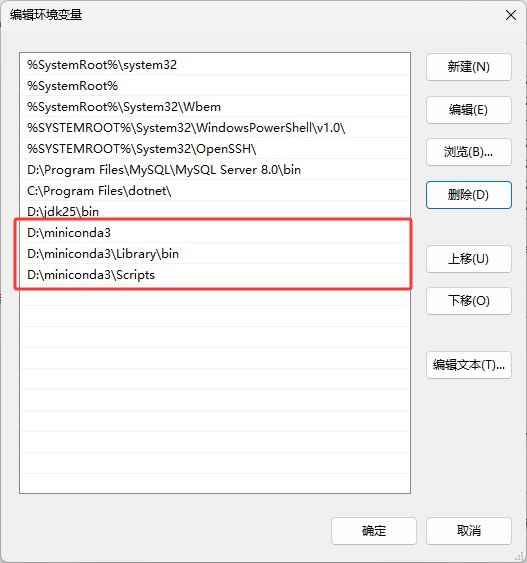 编辑环境变量
%SystemRoot%\system32
%SystemRoot%
%SystemRoot%\System32\Wbem
%SYSTEMROOT%\System32\WindowsPowerShell\v1.0\
%SYSTEMROOT%\System32\OpenSSH\
D:\Program Files\MySQL\MySQL Server 8.0\bin
C:\Program Files\dotnet\
D:\jdk25\bin
D:\miniconda3
D:\miniconda3\Library\bin
D:\miniconda3\Scripts
新建(N)
编辑(E)
浏览(B)...
删除(D)
上移(U)
下移(O)
编辑文本(T)...
确定
取消